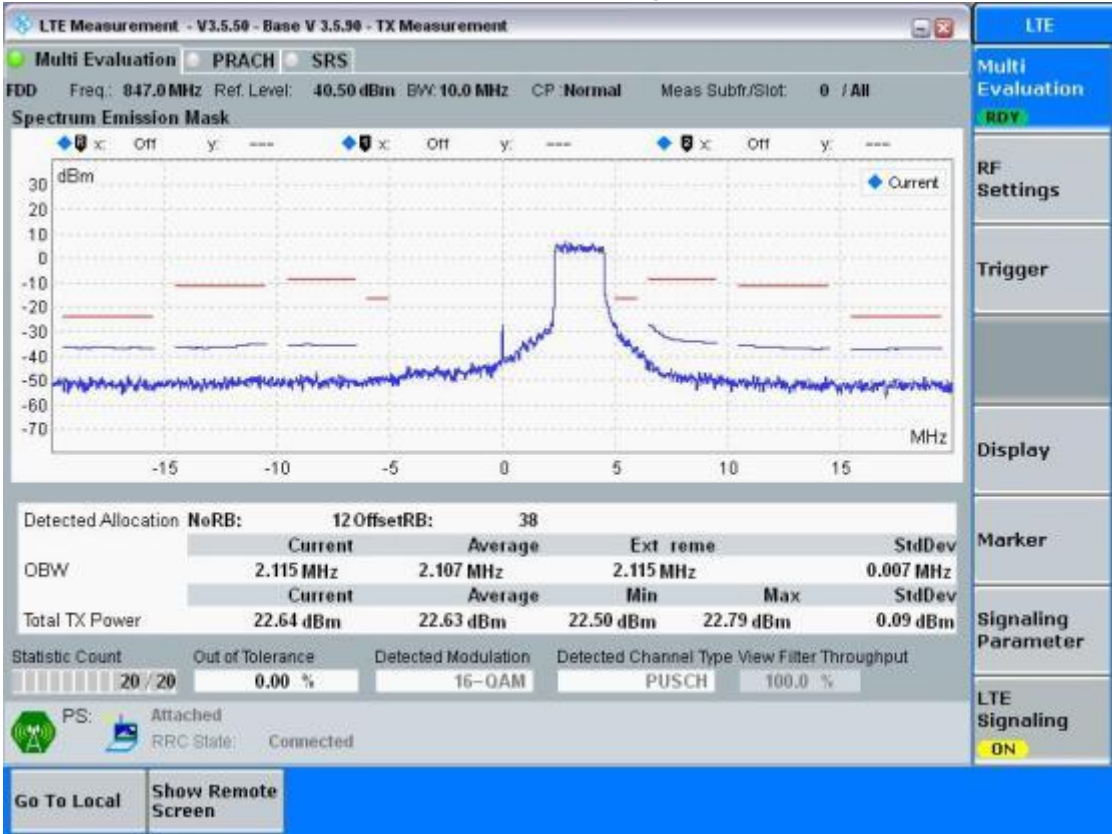 LTE Measurement - V3.5.50 - Base V 3.5.90 - TX Measurement
LTE
Multi Evaluation PRACH SRS
Multi Evaluation
RDY
FDD Freq.: 847.0 MHz Ref. Level: 40.50 dBm BW: 10.0 MHz CP :Normal Meas Subfr./Slot: 0 / All
Spectrum Emission Mask
x: Off y: --- x: Off y: --- x: Off y: ---
dBm
Current
30
20
10
0
-10
-20
-30
-40
-50
-60
-70
MHz
-15 -10 -5 0 5 10 15
RF Settings
Trigger
Display
Marker
Signaling Parameter
LTE Signaling
ON
Detected Allocation NoRB: 12 OffsetRB: 38
Current Average Ext reme StdDev
OBW 2.115 MHz 2.107 MHz 2.115 MHz 0.007 MHz
Current Average Min Max StdDev
Total TX Power 22.64 dBm 22.63 dBm 22.50 dBm 22.79 dBm 0.09 dBm
Statistic Count Out of Tolerance Detected Modulation Detected Channel Type View Filter Throughput
20 / 20 0.00 % 16-QAM PUSCH 100.0 %
PS: Attached
RRC State: Connected
Go To Local
Show Remote Screen